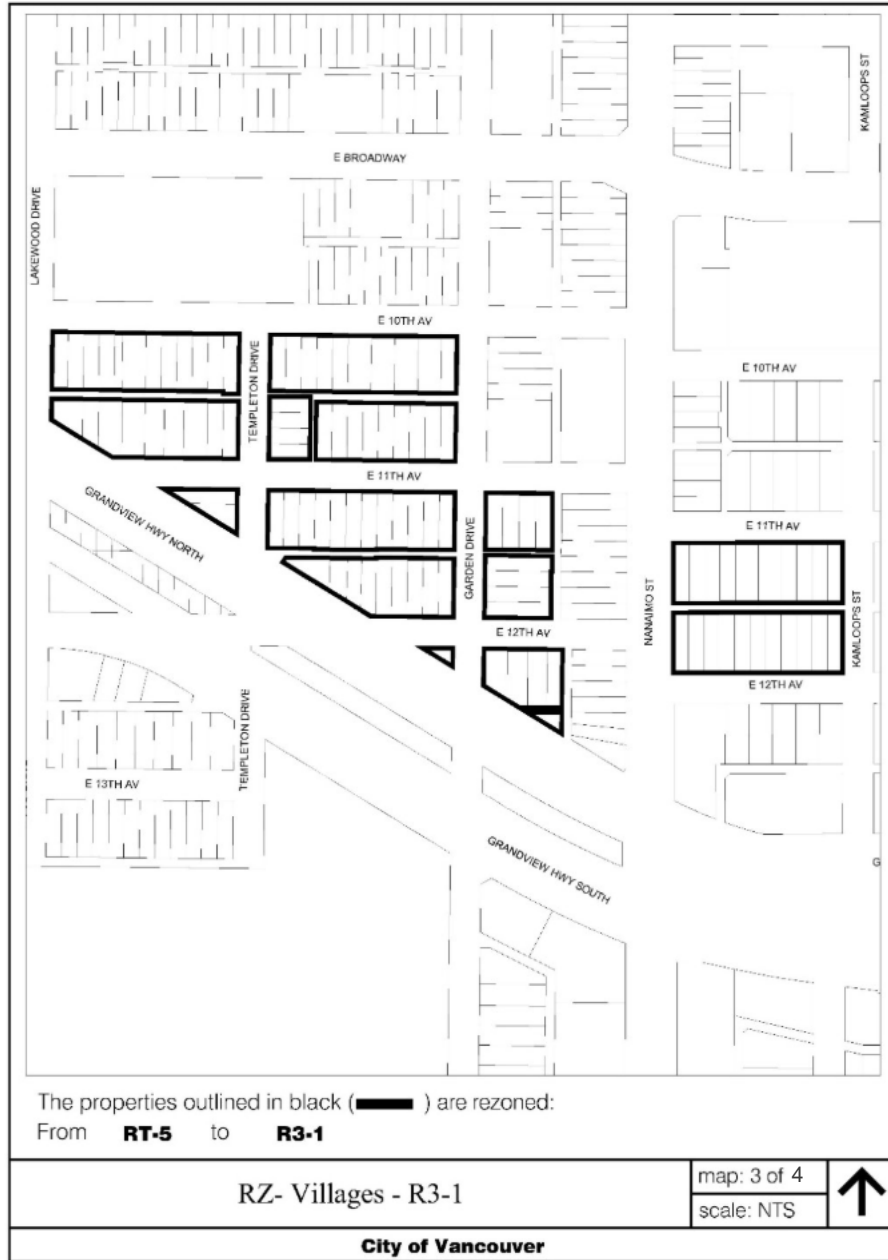 KAMLOOPS ST
E BROADWAY
LAKEWOOD DRIVE
E 10TH AV
TEMPLETON DRIVE
E 10TH AV
E 11TH AV
GRANDVIEW HWY NORTH
E 11TH AV
GARDEN DRIVE
NANAIMO ST
KAMLOOPS ST
E 12TH AV
E 12TH AV
TEMPLETON DRIVE
E 13TH AV
GRANDVIEW HWY SOUTH
G
The properties outlined in black ( ) are rezoned:
From RT-5 to R3-1
RZ- Villages - R3-1
map: 3 of 4
scale: NTS
City of Vancouver